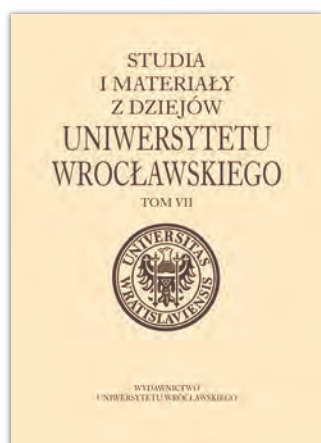 STUDIA
I MATERIAŁY
Z DZIEJÓW
UNIWERSYTETU
WROCŁAWSKIEGO
TOM VII
UNIVERSITAS
WRATISLAVIENSIS
WYDAWNICTWO
UNIWERSYTETU WROCŁAWSKIEGO